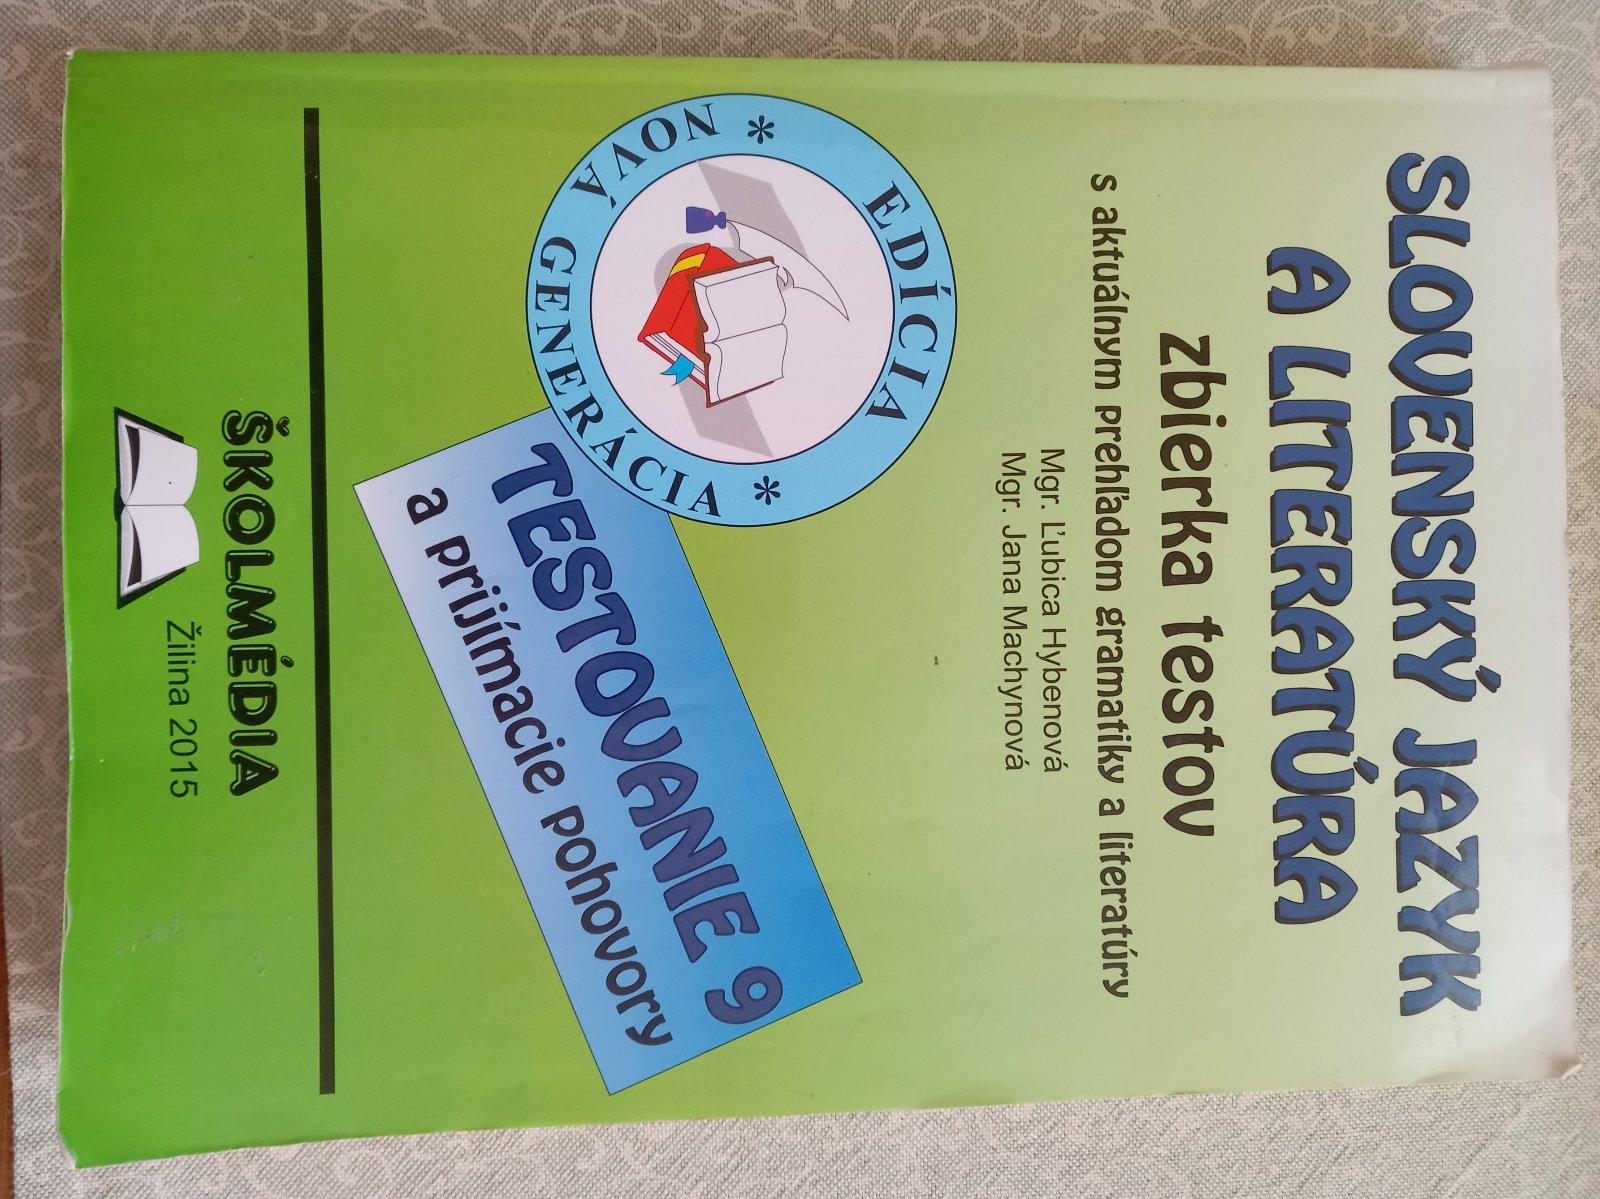 SLOVENSKÝ JAZYK
A LITERATÚRA
zbierka testov
s aktuálnym prehľadom gramatiky a literatúry
Mgr. Ľubica Hybenová
Mgr. Jana Machynová
* EDÍCIA *
NOVÁ GENERÁCIA
TESTOVANIE 9
a prijímacie pohovory
ŠKOLMÉDIA
Žilina 2015